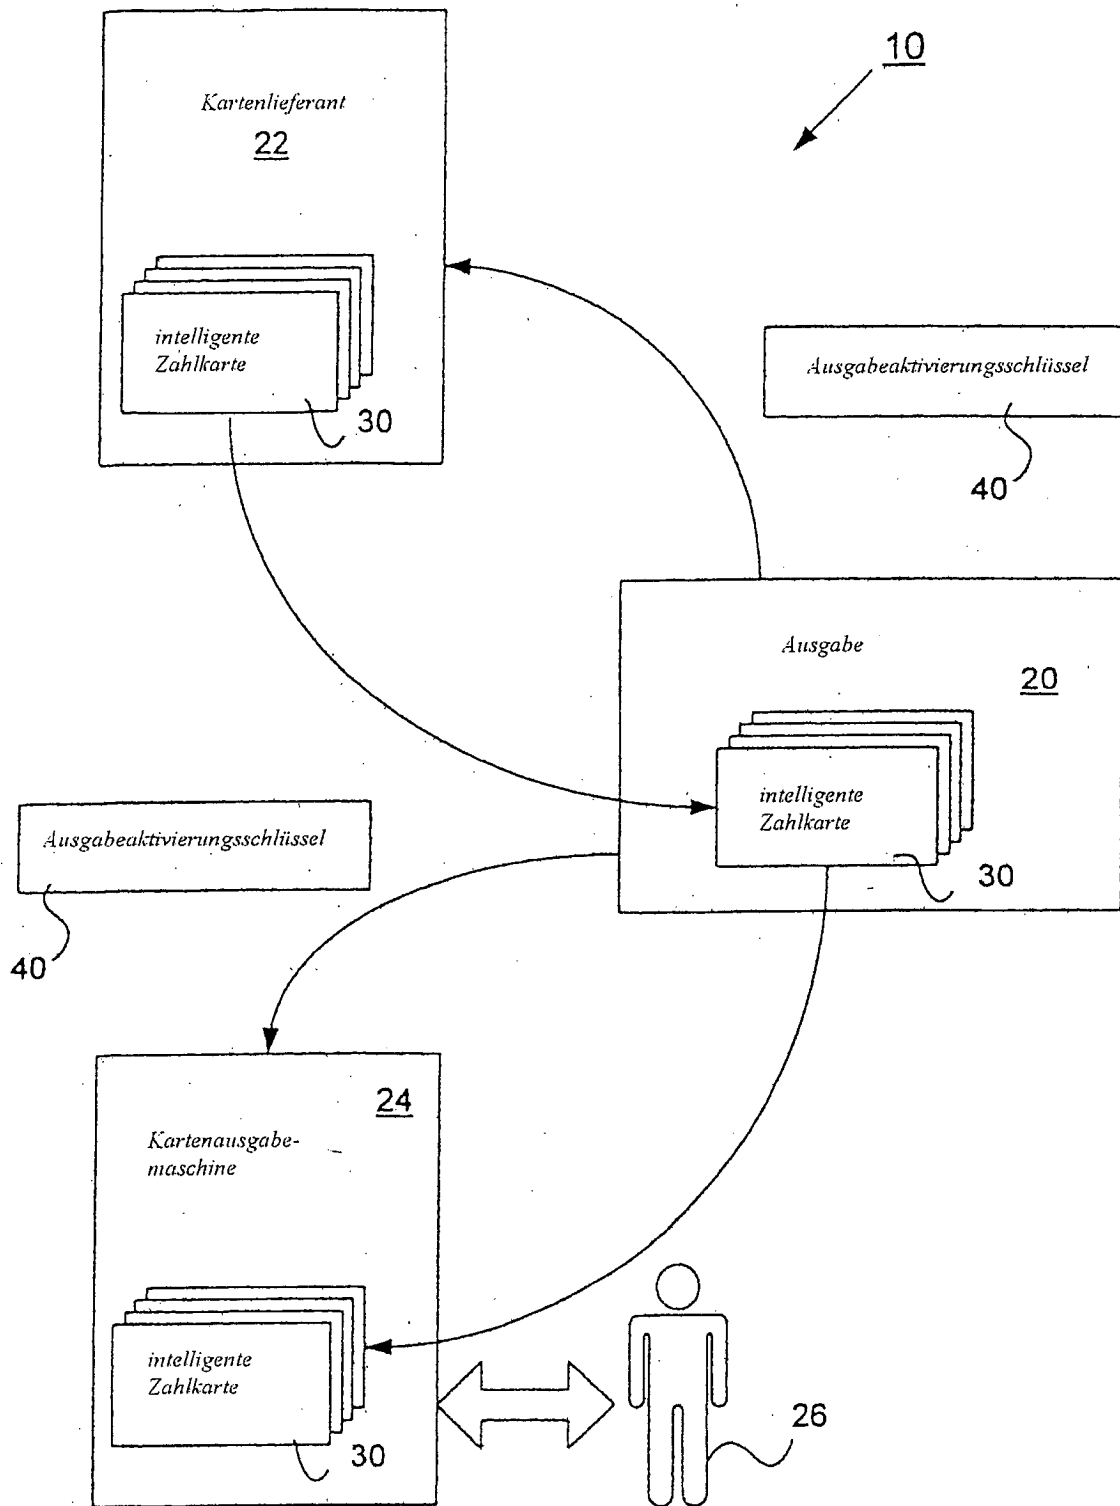 10
Kartenlieferant
22
intelligente
Zahlkarte
30
Ausgabeaktivierungsschlüssel
40
Ausgabe
20
intelligente
Zahlkarte
30
Ausgabeaktivierungsschlüssel
40
24
Kartenausgabe-
maschine
intelligente
Zahlkarte
30
26